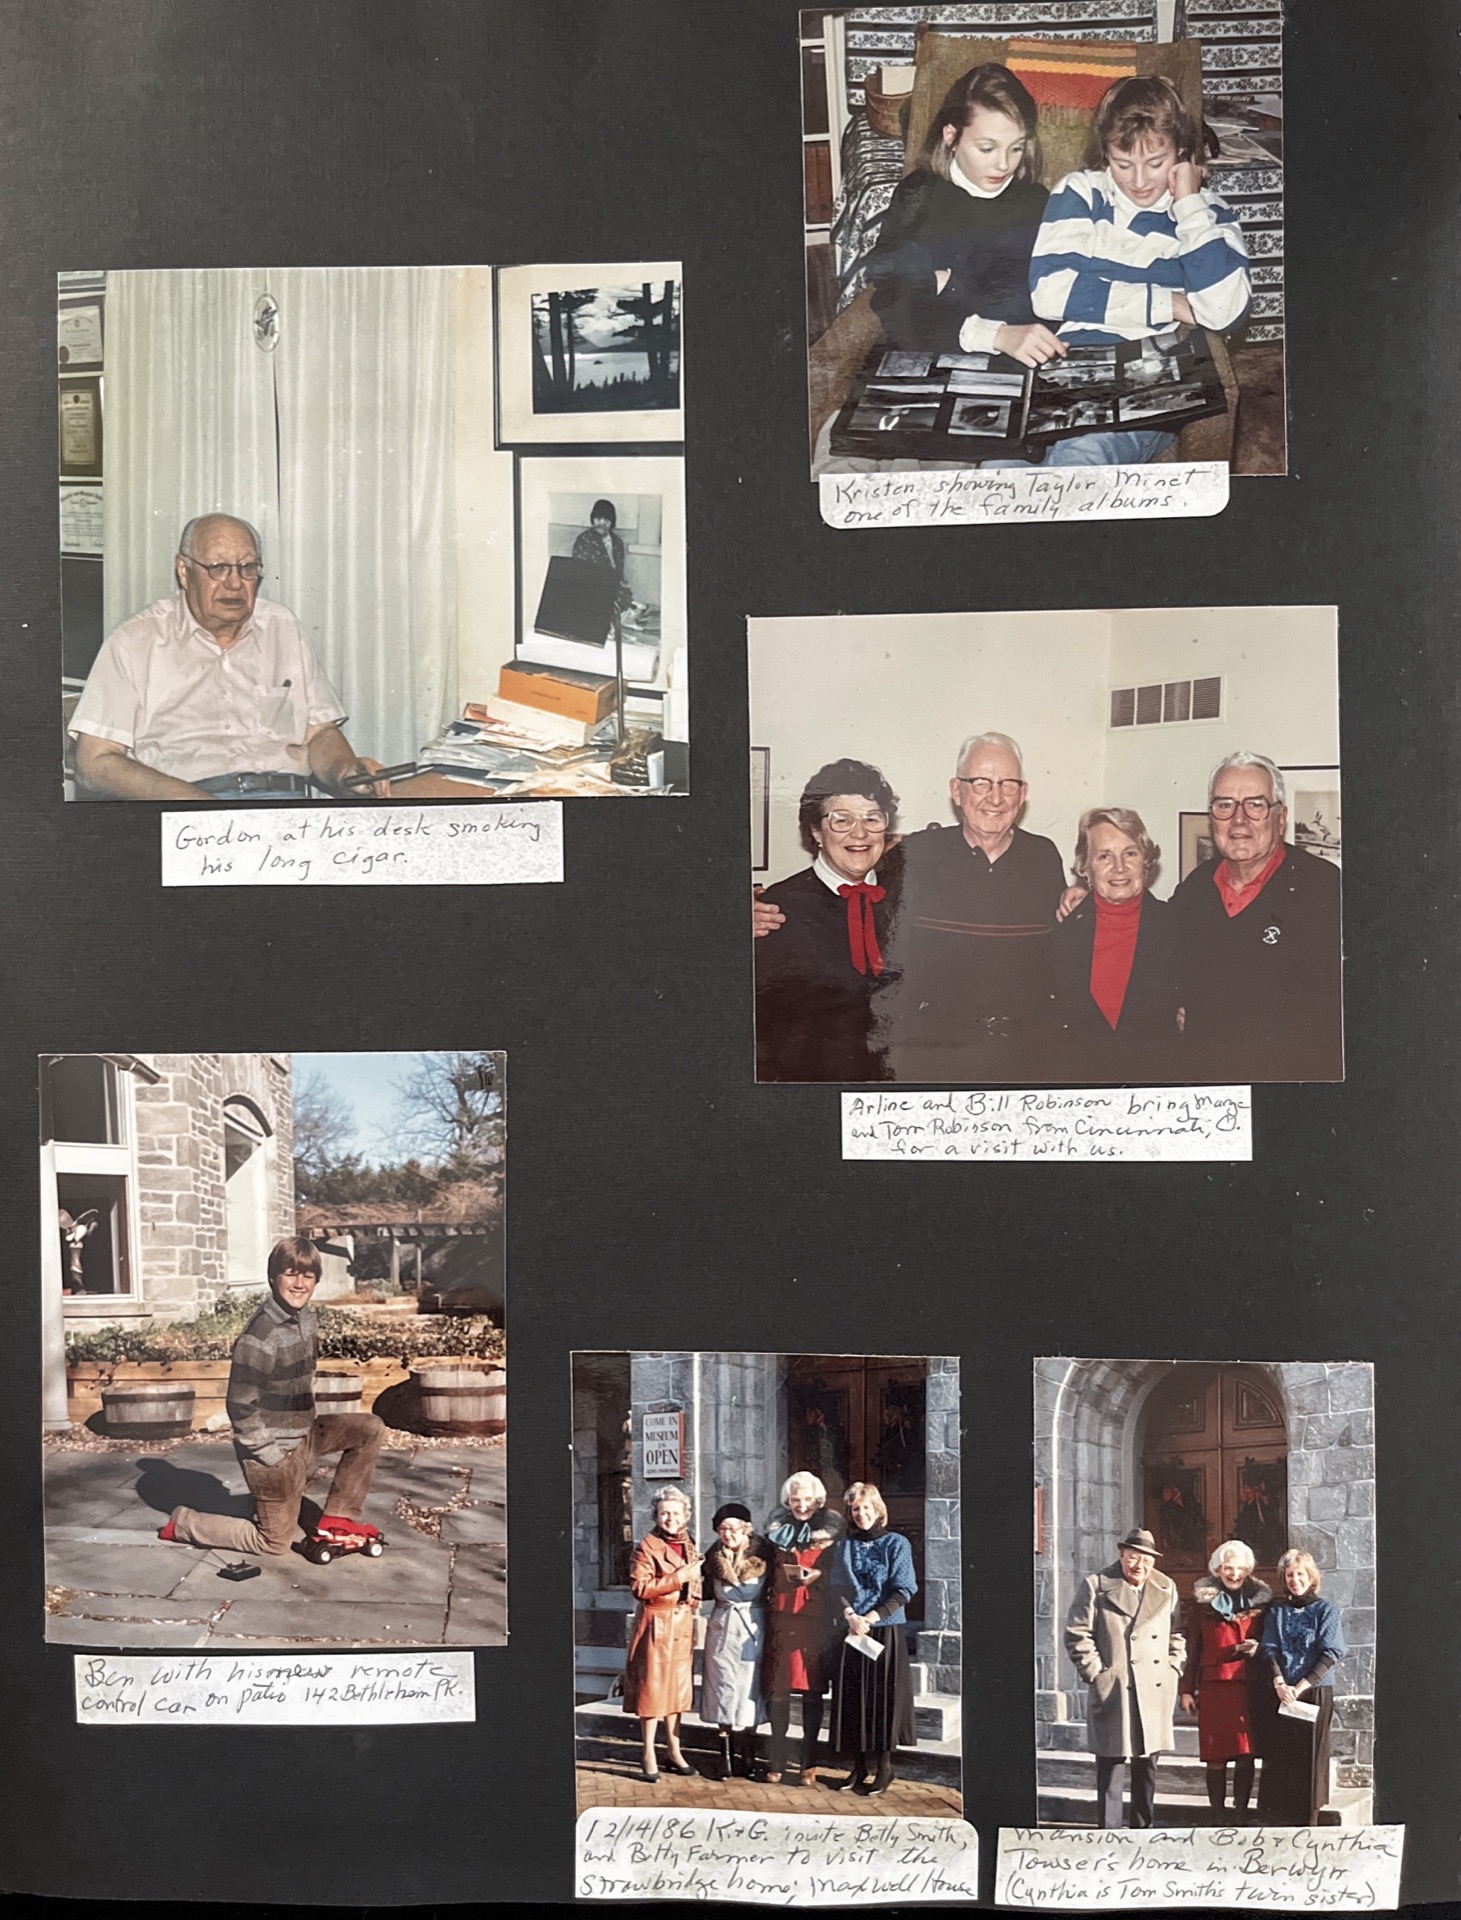 Kristen showing Taylor Minet
one of the family albums.
Gordon at his desk smoking
his long cigar.
Arline and Bill Robinson bring Marge
and Tom Robinson from Cincinnati, O.
for a visit with us.
Ben with his new remote
control car on patio 142 Bethlehem PK.
COME IN
MUSEUM
IS
OPEN
12/14/86 K.+G. invite Betty Smith,
and Betty Farmer to visit the
Strawbridge home; Maxwell House
Mansion and Bob + Cynthia
Towser's home in Berwyn
(Cynthia is Tom Smith's twin sister)